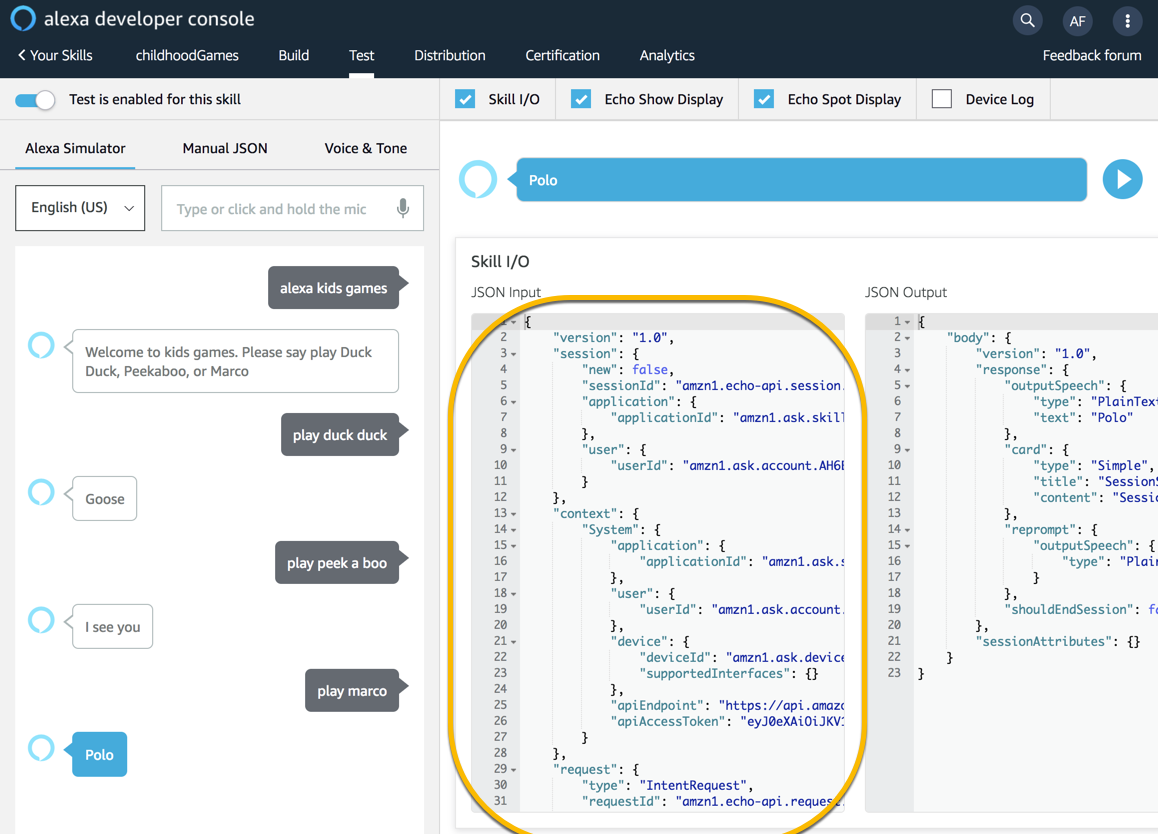 alexa developer console
AF
Your Skills
childhoodGames
Build
Test
Distribution
Certification
Analytics
Feedback forum
Test is enabled for this skill
Skill I/O
Echo Show Display
Echo Spot Display
Device Log
Alexa Simulator
Manual JSON
Voice & Tone
English (US)
Type or click and hold the mic
alexa kids games
Welcome to kids games. Please say play Duck
Duck, Peekaboo, or Marco
play duck duck
Goose
play peek a boo
I see you
play marco
Polo
Polo
Skill I/O
JSON Input
1 {
2 "version": "1.0",
3 "session": {
4 "new": false,
5 "sessionId": "amzn1.echo-api.session.
6 "application": {
7 "applicationId": "amzn1.ask.skill
8 },
9 "user": {
10 "userId": "amzn1.ask.account.AH6E
11 }
12 },
13 "context": {
14 "System": {
15 "application": {
16 "applicationId": "amzn1.ask.s
17 },
18 "user": {
19 "userId": "amzn1.ask.account.
20 },
21 "device": {
22 "deviceId": "amzn1.ask.device
23 "supportedInterfaces": {}
24 },
25 "apiEndpoint": "https://api.amazo
26 "apiAccessToken": "eyJ0eXAiOiJKV1
27 }
28 },
29 "request": {
30 "type": "IntentRequest",
31 "requestId": "amzn1.echo-api.request.
JSON Output
1 {
2 "body": {
3 "version": "1.0",
4 "response": {
5 "outputSpeech": {
6 "type": "PlainText
7 "text": "Polo"
8 },
9 "card": {
10 "type": "Simple",
11 "title": "SessionS
12 "content": "Sessio
13 },
14 "reprompt": {
15 "outputSpeech": {
16 "type": "Plain
17 }
18 },
19 "shouldEndSession": fa
20 },
21 "sessionAttributes": {}
22 }
23 }